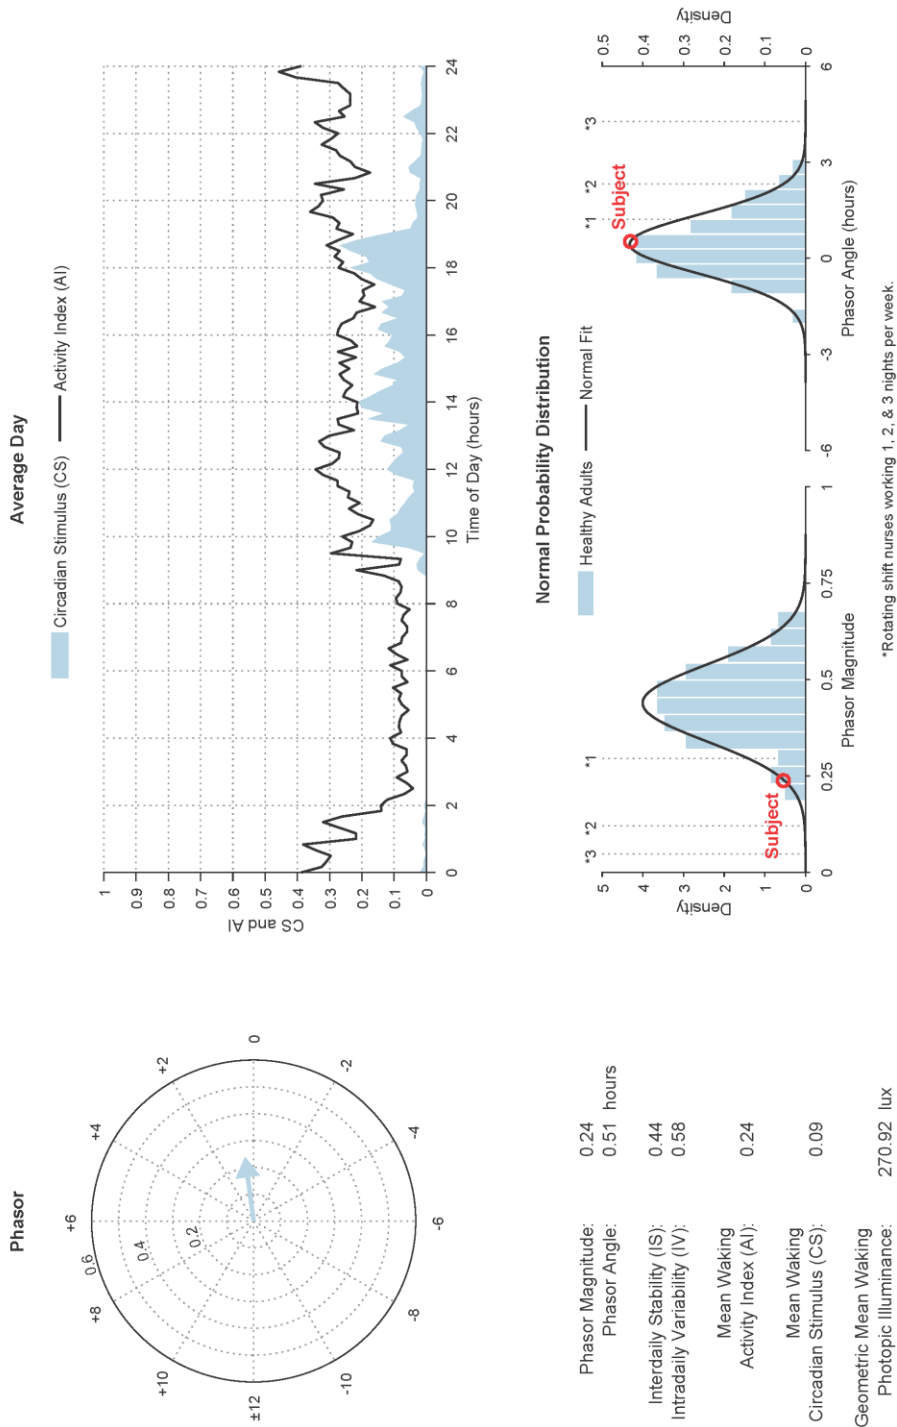 Phasor
+6
+4
+2
0
-2
-4
-6
-8
-10
±12
+10
+8
0.6
0.4
0.2
Average Day
Circadian Stimulus (CS)
Activity Index (AI)
CS and AI
1
0.9
0.8
0.7
0.6
0.5
0.4
0.3
0.2
0.1
0
0 2 4 6 8 10 12 14 16 18 20 22 24
Time of Day (hours)
Phasor Magnitude: 0.24
Phasor Angle: 0.51 hours
Interdaily Stability (IS): 0.44
Intradaily Variability (IV): 0.58
Mean Waking
Activity Index (AI): 0.24
Mean Waking
Circadian Stimulus (CS): 0.09
Geometric Mean Waking
Photopic Illuminance: 270.92 lux
Normal Probability Distribution
Healthy Adults
Normal Fit
Density
5
4
3
2
1
0
*3 *2 *1
Subject
0 0.25 0.5 0.75 1
Phasor Magnitude
*1 *2 *3
Subject
-6 -3 0 3 6
Phasor Angle (hours)
0.5
0.4
0.3
0.2
0.1
0
Density
*Rotating shift nurses working 1, 2, & 3 nights per week.